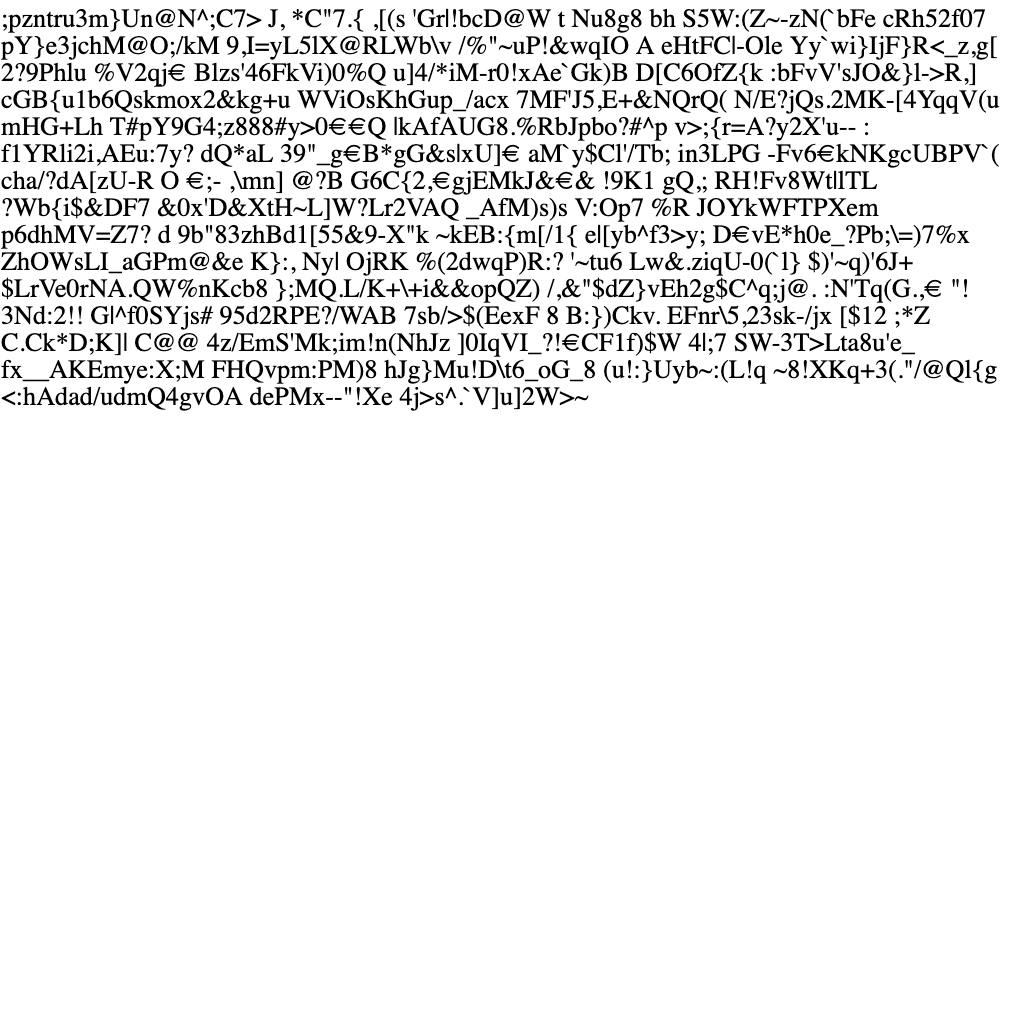 ;pzntru3m}Un@N^;C7> J, *C"7.{ ,[(s 'Gr|!bcD@W t Nu8g8 bh S5W:(Z~-zN(`bFe cRh52f07
pY}e3jchM@O;/kM 9,I=yL5lX@RLWb\v /%"~uP!&wqIO A eHtFC|-Ole Yy`wi}IjF}R<_z,g[
2?9Phlu %V2qj€ Blzs'46FkVi)0%Q u]4/*iM-r0!xAe`Gk)B D[C6OfZ{k :bFvV'sJO&}l->R,]
cGB{u1b6Qskmox2&kg+u WViOsKhGup_/acx 7MF'J5,E+&NQrQ( N/E?jQs.2MK-[4YqqV(u
mHG+Lh T#pY9G4;z888#y>0€€Q |kAfAUG8.%RbJpbo?#^p v>;{r=A?y2X'u-- :
f1YRli2i,AEu:7y? dQ*aL 39"_g€B*gG&s|xU]€ aM`y$Cl'/Tb; in3LPG -Fv6€kNKgcUBPV`(
cha/?dA[zU-R O €;- ,\mn] @?B G6C{2,€gjEMkJ&€& !9K1 gQ,; RH!Fv8Wt|lTL
?Wb{i$&DF7 &0x'D&XtH~L]W?Lr2VAQ _AfM)s)s V:Op7 %R JOYkWFTPXem
p6dhMV=Z7? d 9b"83zhBd1[55&9-X"k ~kEB:{m[/1{ e|[yb^f3>y; D€vE*h0e_?Pb;\=)7%x
ZhOWsLI_aGPm@&e K}:, Ny| OjRK %(2dwqP)R:? '~tu6 Lw&.ziqU-0(`l} $)'~q)'6J+
$LrVe0rNA.QW%nKcb8 };MQ.L/K+\+i&&opQZ) /,&"$dZ}vEh2g$C^q;j@. :N'Tq(G.,€ "!
3Nd:2!! G|^f0SYjs# 95d2RPE?/WAB 7sb/>$(EexF 8 B:})Ckv. EFnr\5,23sk-/jx [$12 ;*Z
C.Ck*D;K]| C@@ 4z/EmS'Mk;im!n(NhJz ]0IqVI_?!€CF1f)$W 4|;7 SW-3T>Lta8u'e_
fx__AKEmye:X;M FHQvpm:PM)8 hJg}Mu!D\t6_oG_8 (u!:}Uyb~:(L!q ~8!XKq+3(."/@Ql{g
<:hAdad/udmQ4gvOA dePMx--"!Xe 4j>s^.`V]u]2W>~